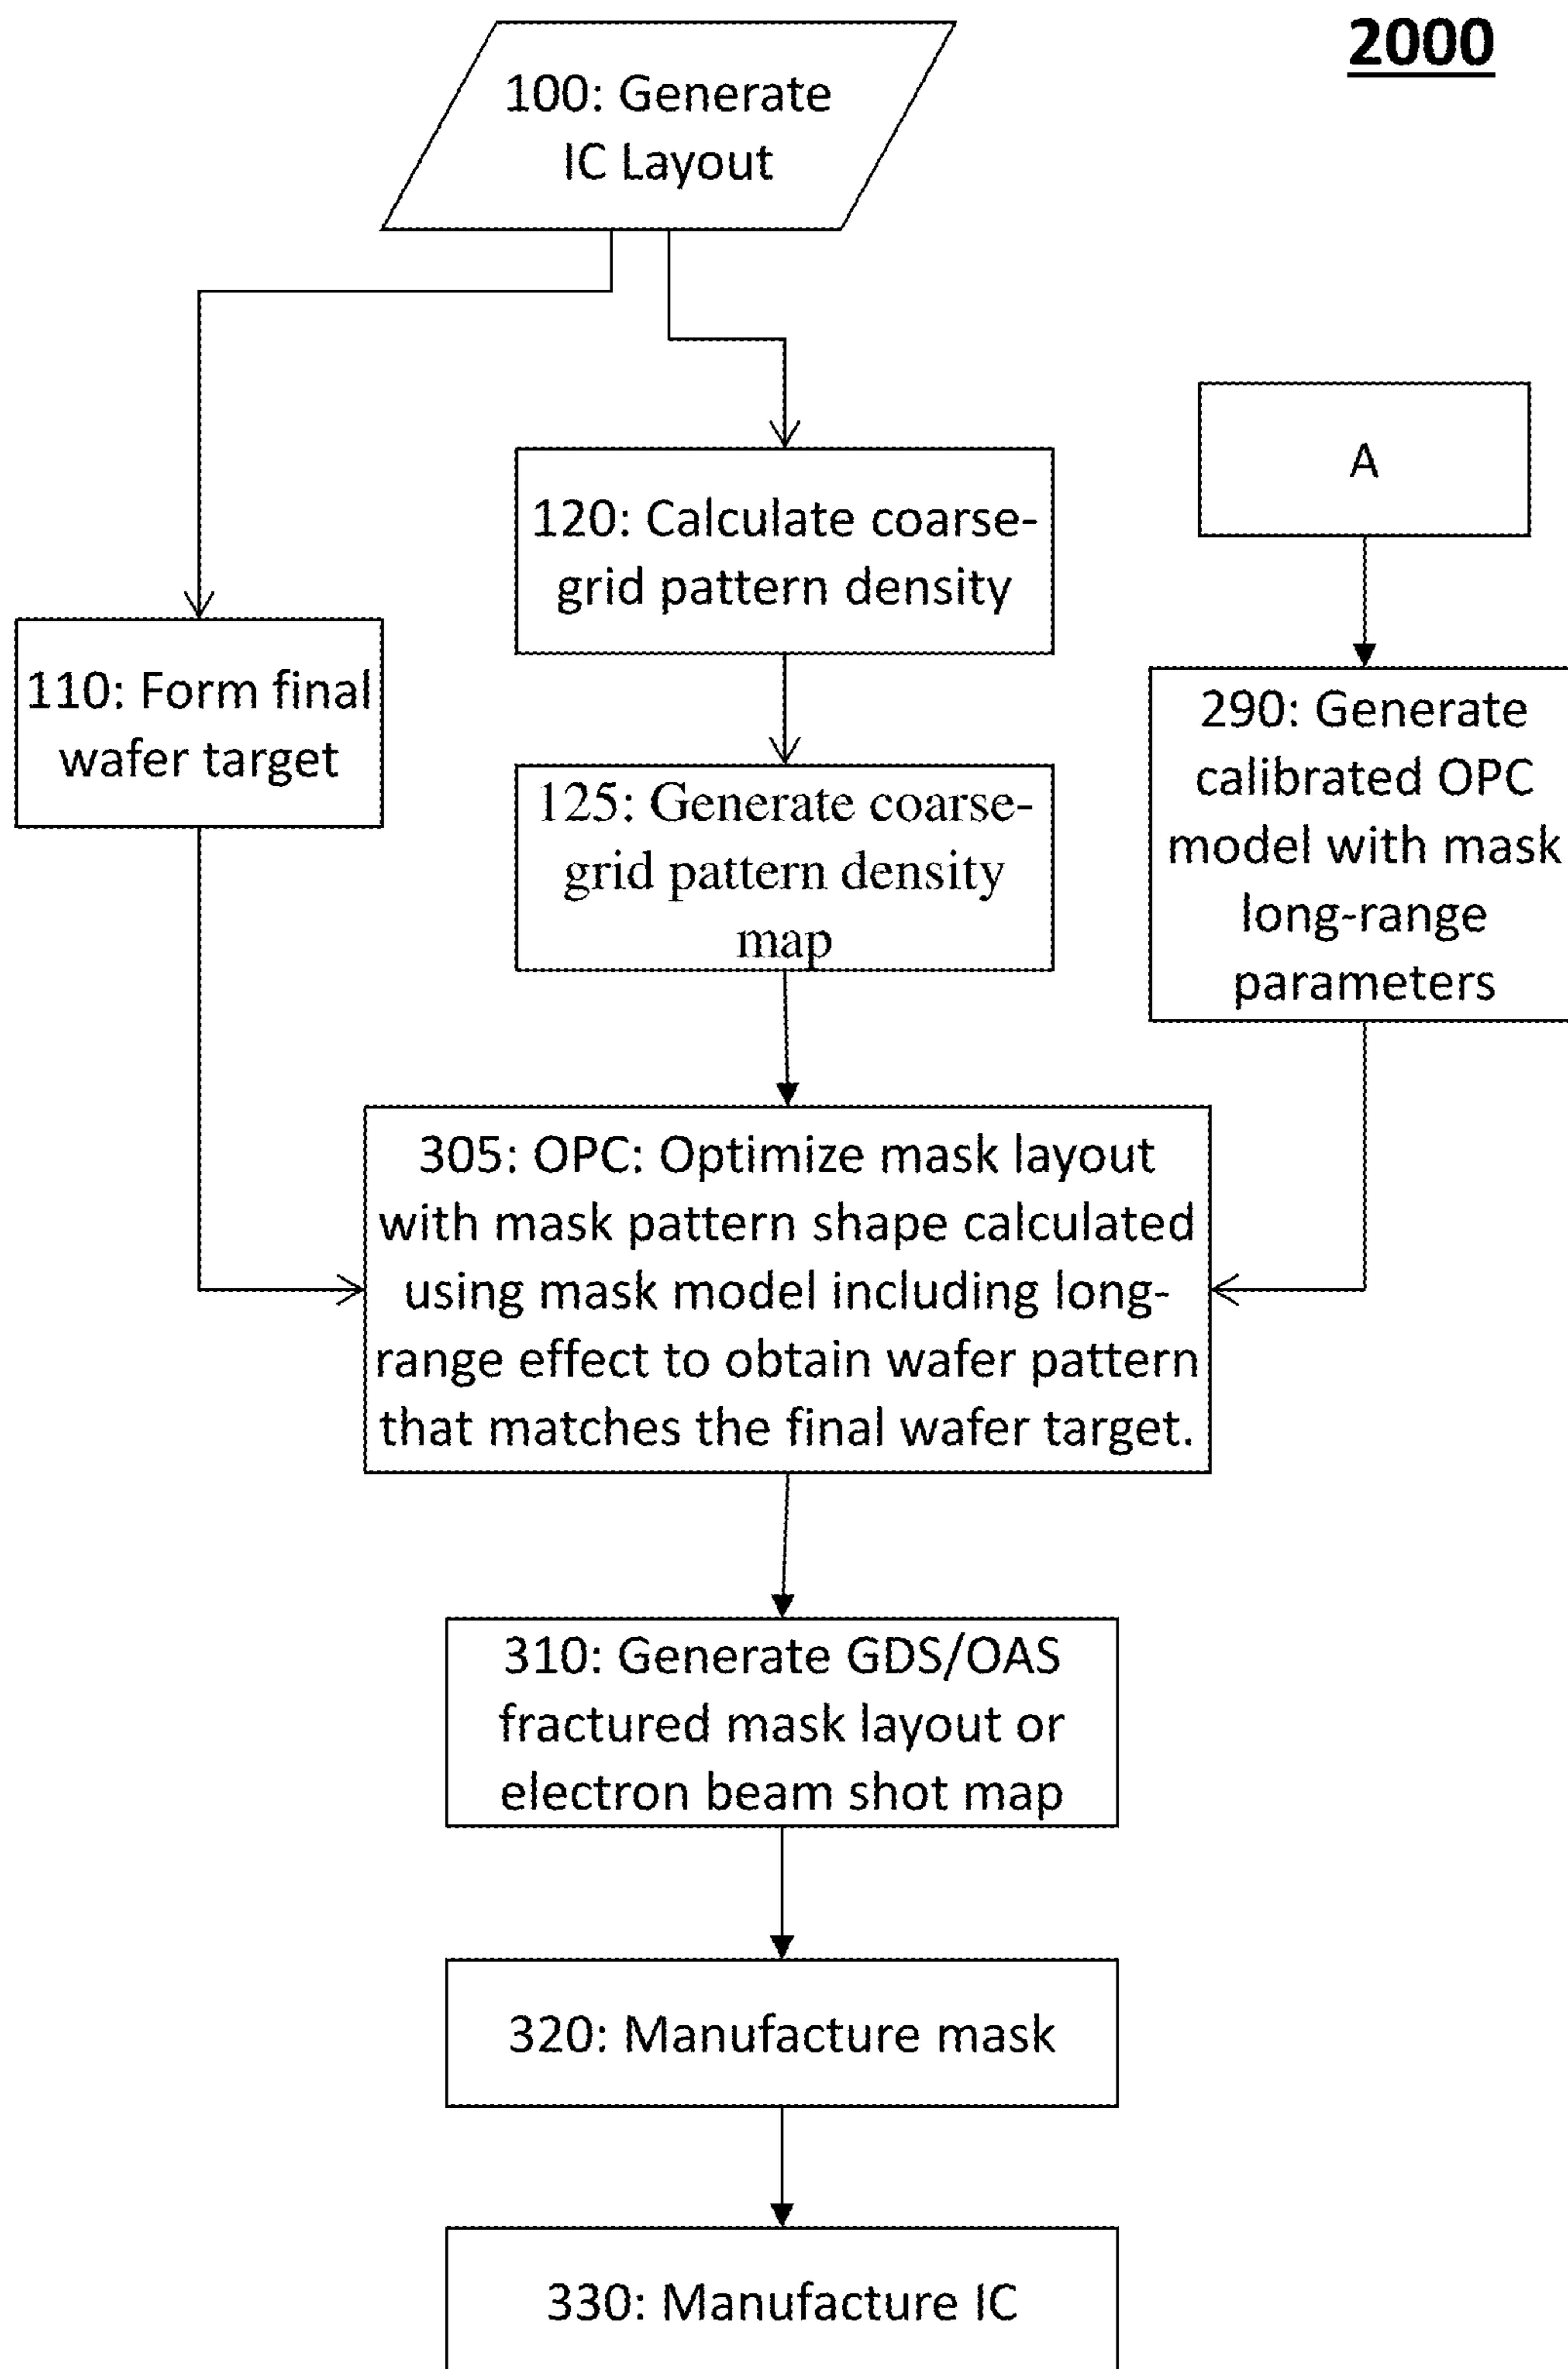 2000
100: Generate
IC Layout
120: Calculate coarse-
grid pattern density
A
110: Form final
wafer target
290: Generate
calibrated OPC
model with mask
long-range
parameters
125: Generate coarse-
grid pattern density
map
305: OPC: Optimize mask layout
with mask pattern shape calculated
using mask model including long-
range effect to obtain wafer pattern
that matches the final wafer target.
310: Generate GDS/OAS
fractured mask layout or
electron beam shot map
320: Manufacture mask
330: Manufacture IC